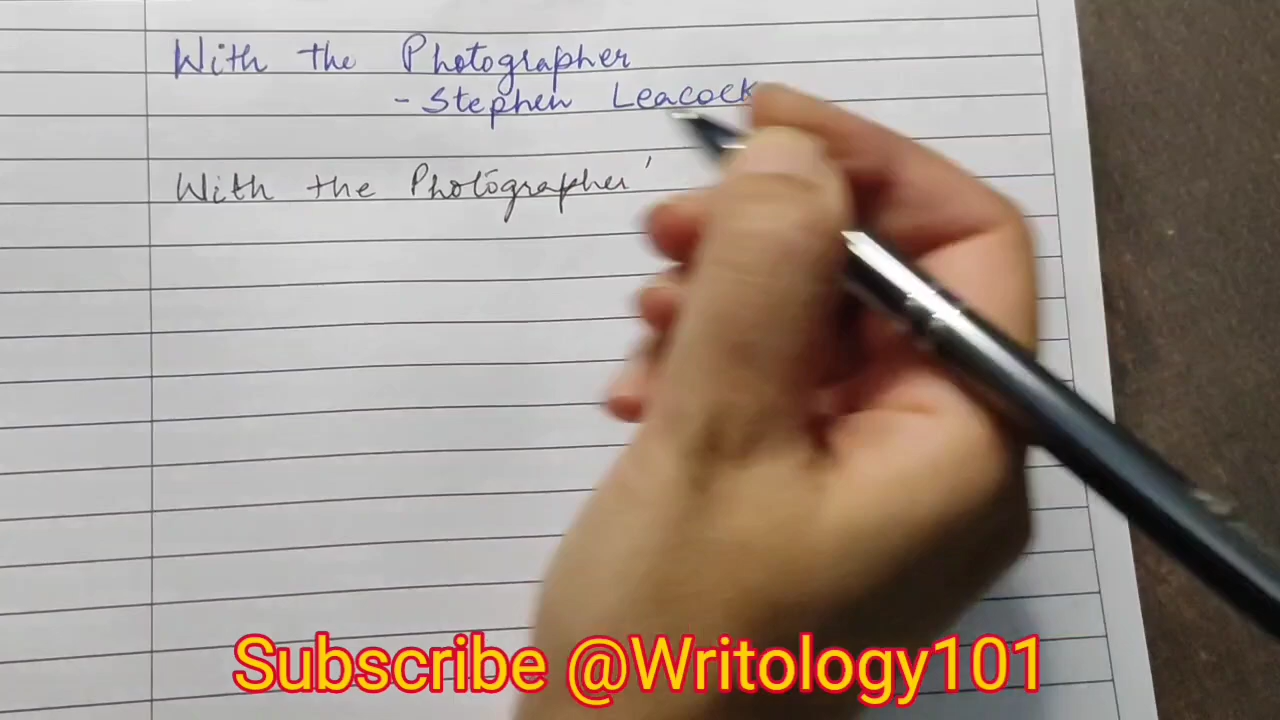 With the Photographer
- Stephen Leacock
With the Photographer'
Subscribe @Writology101